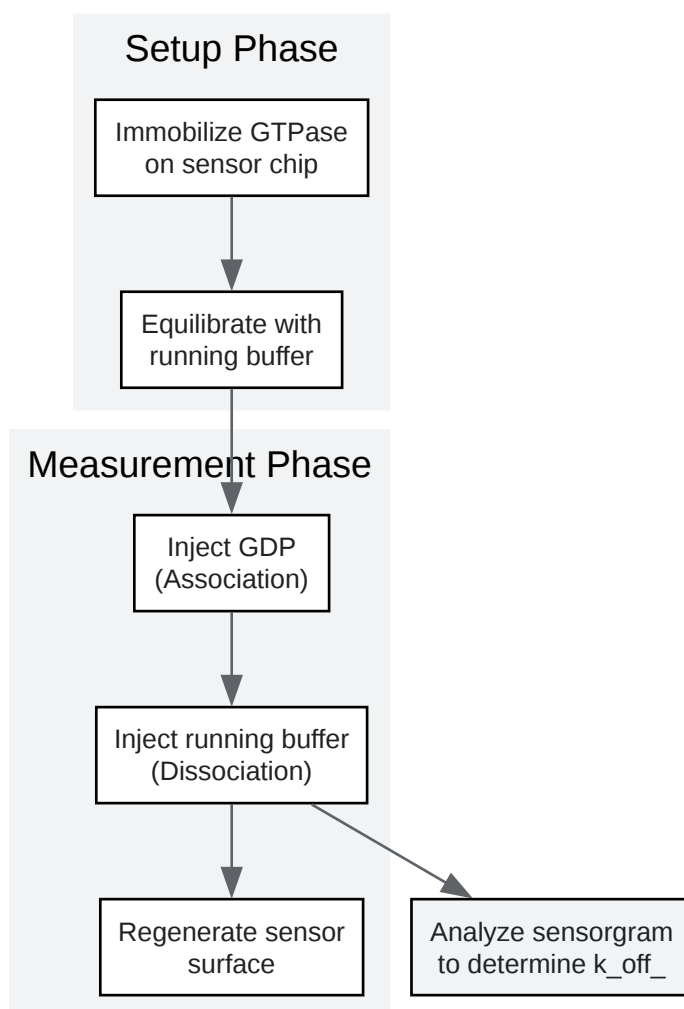 Setup Phase
Immobilize GTPase
on sensor chip
Equilibrate with
running buffer
Measurement Phase
Inject GDP
(Association)
Inject running buffer
(Dissociation)
Regenerate sensor
surface
Analyze sensorgram
to determine k_off_